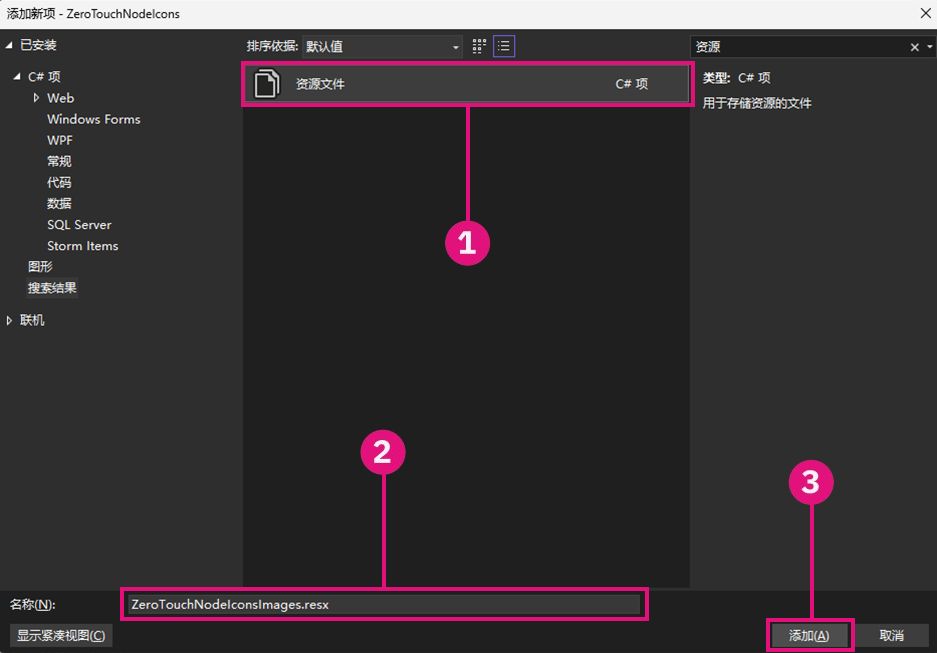 添加新项 - ZeroTouchNodeIcons
已安装
排序依据: 默认值
资源
C# 项
Web
Windows Forms
WPF
常规
代码
数据
SQL Server
Storm Items
图形
搜索结果
联机
资源文件 C# 项
类型: C# 项
用于存储资源的文件
1
2
3
名称(N): ZeroTouchNodeIconsImages.resx
显示紧凑视图(C)
添加(A) 取消